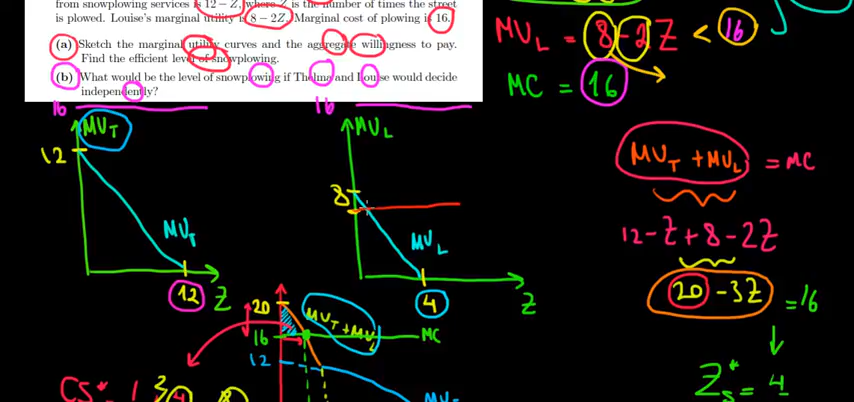 from snowplowing services is 12 − Z, where Z is the number of times the street
is plowed. Louise's marginal utility is 8 − 2Z. Marginal cost of plowing is 16.
(a) Sketch the marginal utility curves and the aggregate willingness to pay.
Find the efficient level of snowplowing.
(b) What would be the level of snowplowing if Thelma and Louise would decide
independently?
MU_L = 8 - 2Z < 16
MC = 16
16
MU_T
12
MU_T
12
Z
16
MU_L
8
MU_L
4
Z
MU_T + MU_L = MC
12 - Z + 8 - 2Z
20 - 3Z = 16
Z*_S = 4
20
MU_T + MU_L
16
MC
12
MU_T
CS* =